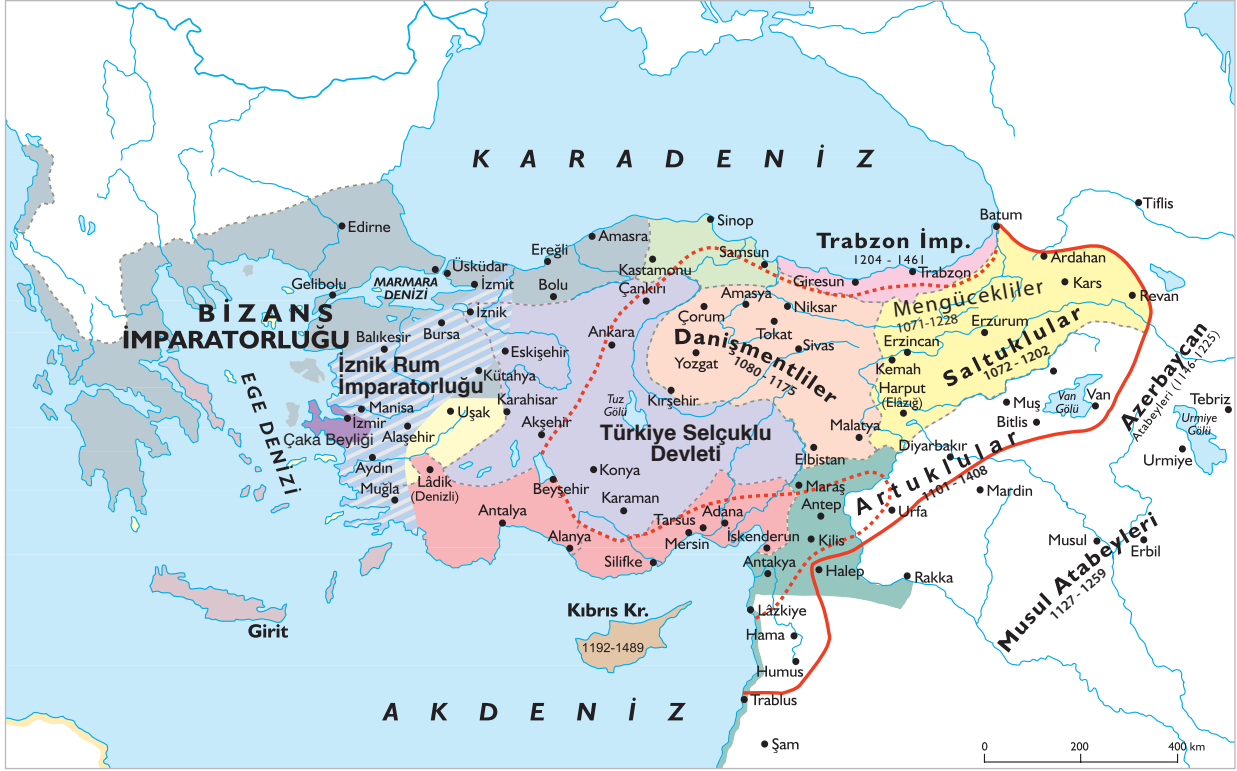 K A R A D E N İ Z
Tiflis
Batum
Sinop
Edirne
Amasra
Trabzon İmp.
1204 - 1461
Ereğli
Samsun
Ardahan
Üsküdar
Kastamonu
Trabzon
MARMARA
DENİZİ
İzmit
Bolu
Çankırı
Giresun
Kars
Gelibolu
Mengücekliler
1071-1228
Revan
Amasya
Niksar
BİZANS
İMPARATORLUĞU
İznik
Çorum
Bursa
Tokat
Erzurum
Ankara
Danişmentliler
1080 - 1175
Saltuklular
1072 - 1202
Balıkesir
Sivas
Erzincan
Eskişehir
Yozgat
İznik Rum
İmparatorluğu
Kemah
Kütahya
Harput
(Elâzığ)
Azerbaycan
Atabeyleri (1146-1225)
EGE DENİZİ
Kırşehir
Karahisar
Tuz
Gölü
Muş
Van
Gölü
Van
Tebriz
Manisa
Uşak
İzmir
Çaka Beyliği
Akşehir
Malatya
Bitlis
Urmiye
Gölü
Alaşehir
Türkiye Selçuklu
Devleti
Diyarbakır
Elbistan
Urmiye
Aydın
Konya
Artuklular
1101 - 1408
Lâdik
(Denizli)
Muğla
Beyşehir
Maraş
Mardin
Karaman
Antalya
Adana
Antep
Urfa
Tarsus
Mersin
İskenderun
Alanya
Kilis
Musul
Erbil
Silifke
Antakya
Halep
Rakka
Musul Atabeyleri
1127 - 1259
Kıbrıs Kr.
1192-1489
Lâzkiye
Girit
Hama
Humus
Trablus
A K D E N İ Z
Şam
0 200 400 km